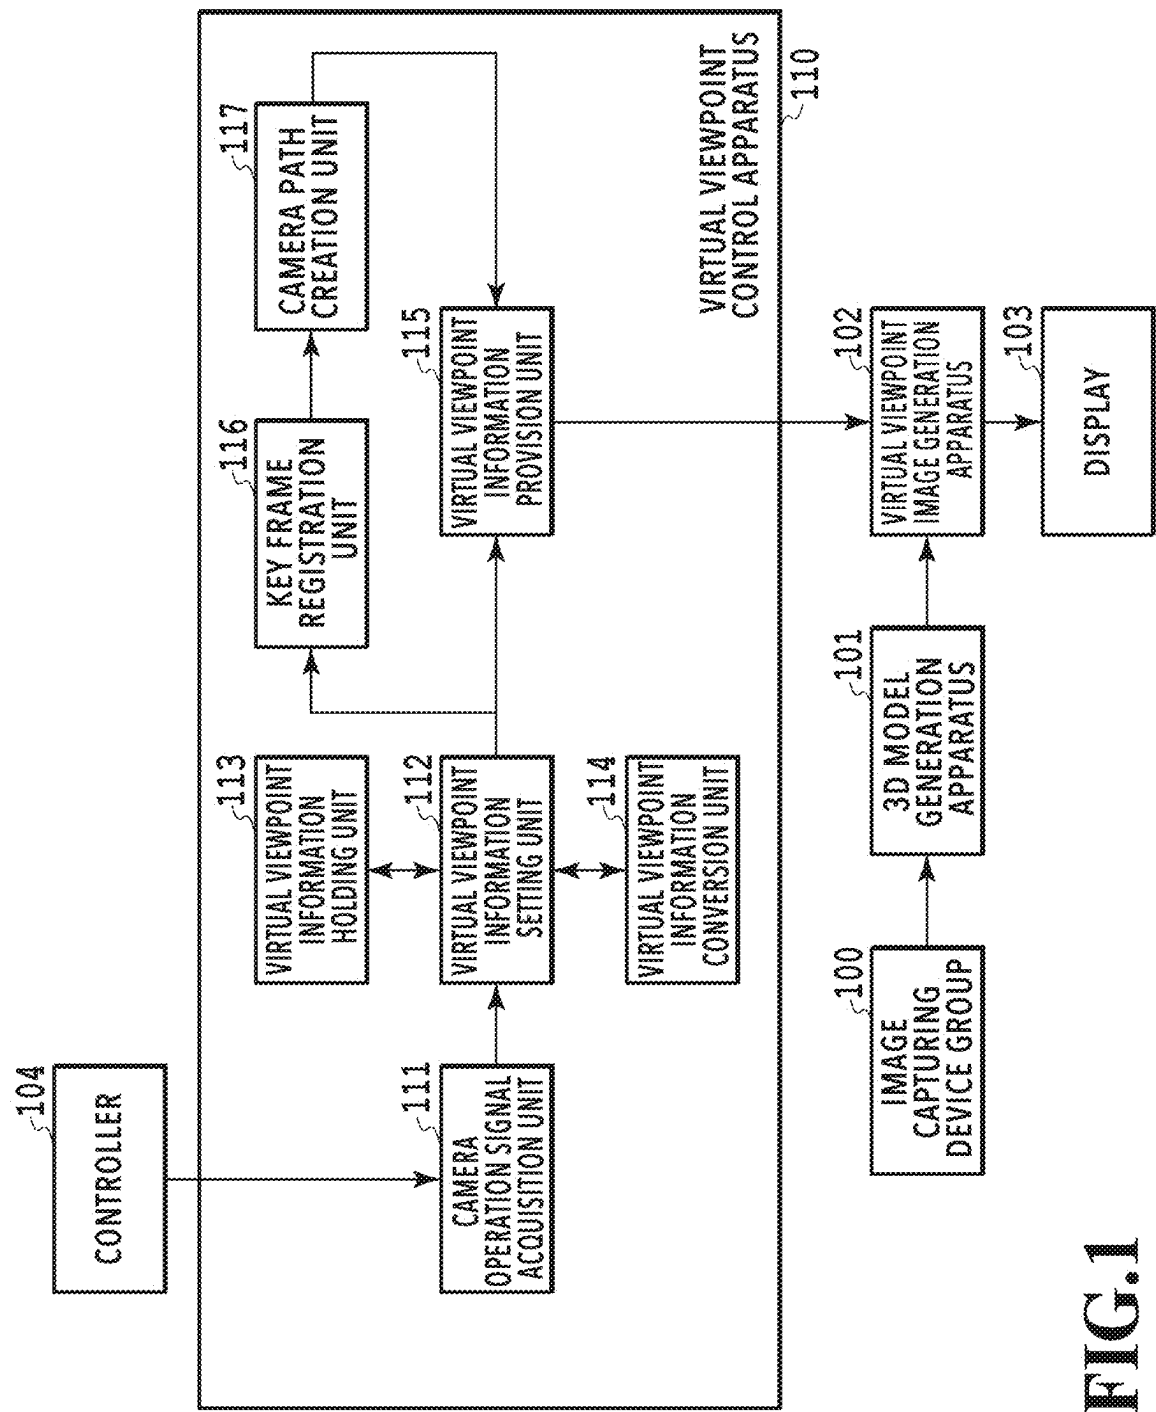 104
CONTROLLER
117
CAMERA PATH
CREATION UNIT
116
KEY FRAME
REGISTRATION
UNIT
113
VIRTUAL VIEWPOINT
INFORMATION
HOLDING UNIT
111
CAMERA
OPERATION SIGNAL
ACQUISITION UNIT
112
VIRTUAL VIEWPOINT
INFORMATION
SETTING UNIT
115
VIRTUAL VIEWPOINT
INFORMATION
PROVISION UNIT
114
VIRTUAL VIEWPOINT
INFORMATION
CONVERSION UNIT
VIRTUAL VIEWPOINT
CONTROL APPARATUS
110
100
IMAGE
CAPTURING
DEVICE GROUP
101
3D MODEL
GENERATION
APPARATUS
102
VIRTUAL VIEWPOINT
IMAGE GENERATION
APPARATUS
103
DISPLAY
FIG.1